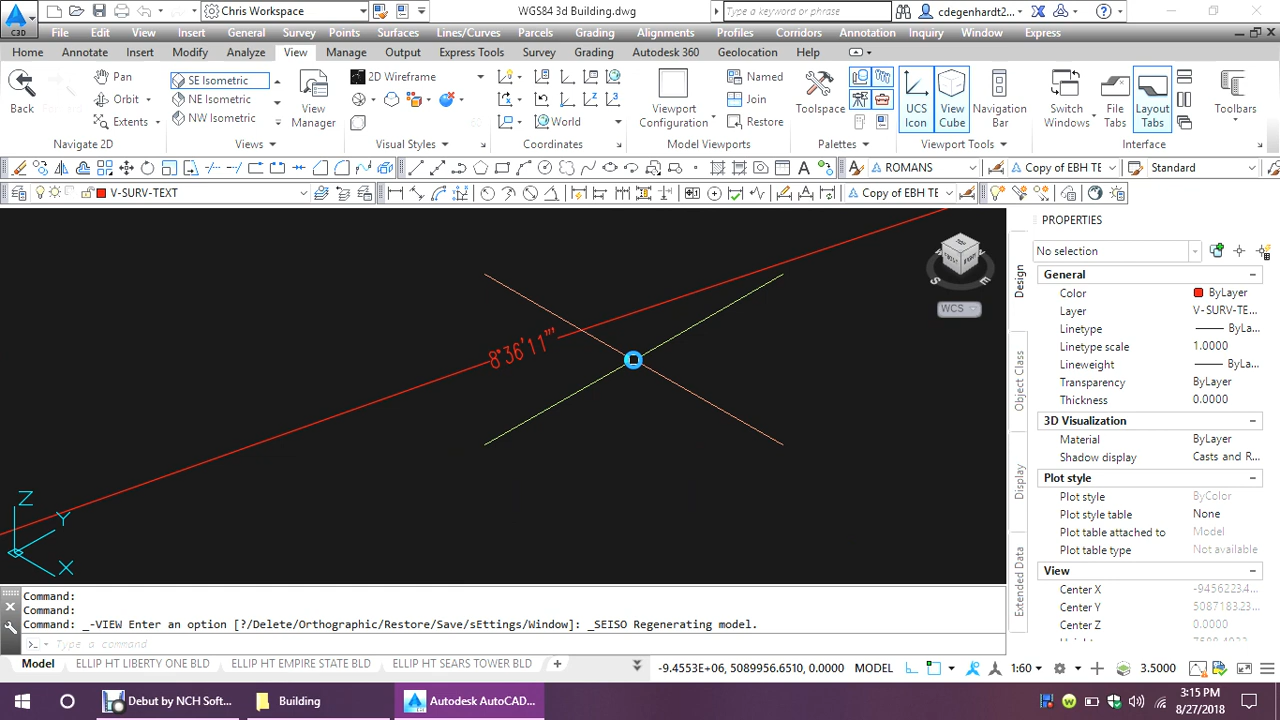 C3D
Chris Workspace
WGS84 3d Building.dwg
Type a keyword or phrase
cdegenhardt2...
File Edit View Insert General Survey Points Surfaces Lines/Curves Parcels Grading Alignments Profiles Corridors Annotation Inquiry Window Express
Home Annotate Insert Modify Analyze View Manage Output Express Tools Survey Grading Autodesk 360 Geolocation Help
Back
Pan
Orbit
Extents
Navigate 2D
SE Isometric
NE Isometric
NW Isometric
Views
View
Manager
2D Wireframe
Visual Styles
World
Coordinates
Viewport
Configuration
Named
Join
Restore
Model Viewports
Toolspace
Palettes
UCS
Icon
View
Cube
Navigation
Bar
Viewport Tools
Switch
Windows
File
Tabs
Layout
Tabs
Interface
Toolbars
ROMANS
Copy of EBH TE
Standard
V-SURV-TEXT
Copy of EBH TE
8°36'11"'
TOP
FRONT
S
E
WCS
Z
Y
X
PROPERTIES
No selection
Design
Object Class
Display
Extended Data
General
Color ByLayer
Layer V-SURV-TE...
Linetype ByLa...
Linetype scale 1.0000
Lineweight ByLa...
Transparency ByLayer
Thickness 0.0000
3D Visualization
Material ByLayer
Shadow display Casts and R...
Plot style
Plot style ByColor
Plot style table None
Plot table attached to Model
Plot table type Not available
View
Center X -9456223.4...
Center Y 5087183.23...
Center Z 0.0000
Command:
Command:
Command: _-VIEW Enter an option [?/Delete/Orthographic/Restore/Save/sEttings/Window]: _SEISO Regenerating model.
Type a command
Model ELLIP HT LIBERTY ONE BLD ELLIP HT EMPIRE STATE BLD ELLIP HT SEARS TOWER BLD
-9.4553E+06, 5089956.6510, 0.0000 MODEL 1:60 3.5000
Debut by NCH Soft...
Building
Autodesk AutoCAD...
3:15 PM
8/27/2018